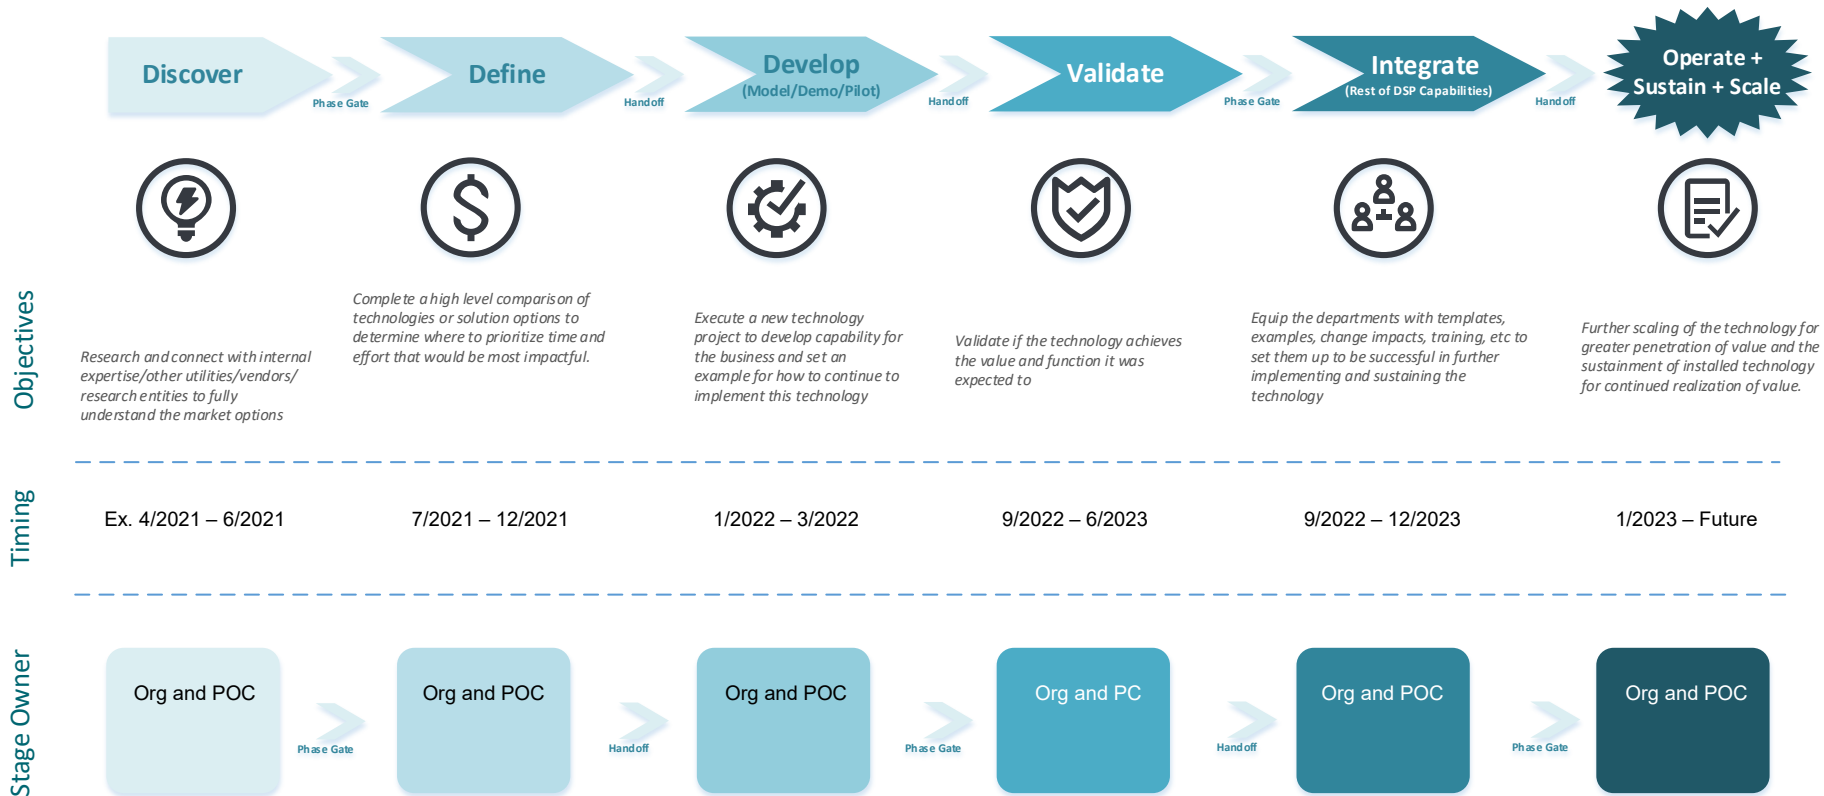 Discover
Phase Gate
Define
Handoff
Develop
(Model/Demo/Pilot)
Handoff
Validate
Phase Gate
Integrate
(Rest of DSP Capabilities)
Handoff
Operate +
Sustain + Scale
Objectives
Research and connect with internal
expertise/other utilities/vendors/
research entities to fully
understand the market options
Complete a high level comparison of
technologies or solution options to
determine where to prioritize time and
effort that would be most impactful.
Execute a new technology
project to develop capability for
the business and set an
example for how to continue to
implement this technology
Validate if the technology achieves
the value and function it was
expected to
Equip the departments with templates,
examples, change impacts, training, etc to
set them up to be successful in further
implementing and sustaining the
technology
Further scaling of the technology for
greater penetration of value and the
sustainment of installed technology
for continued realization of value.
Timing
Ex. 4/2021 – 6/2021
7/2021 – 12/2021
1/2022 – 3/2022
9/2022 – 6/2023
9/2022 – 12/2023
1/2023 – Future
Stage Owner
Org and POC
Phase Gate
Org and POC
Handoff
Org and POC
Phase Gate
Org and PC
Handoff
Org and POC
Phase Gate
Org and POC